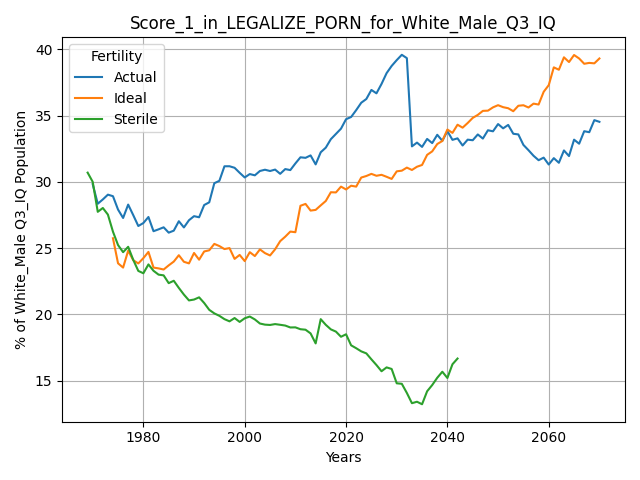 Score_1_in_LEGALIZE_PORN_for_White_Male_Q3_IQ
Fertility
Actual
Ideal
Sterile
% of White_Male Q3_IQ Population
40
35
30
25
20
15
1980
2000
2020
2040
2060
Years